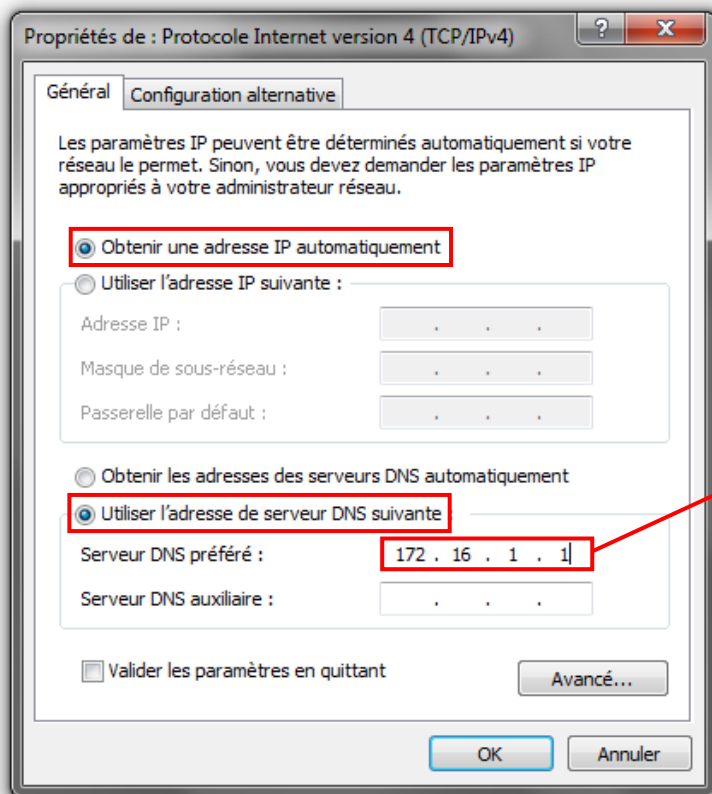 Propriétés de : Protocole Internet version 4 (TCP/IPv4)
?
X
Général
Configuration alternative
Les paramètres IP peuvent être déterminés automatiquement si votre
réseau le permet. Sinon, vous devez demander les paramètres IP
appropriés à votre administrateur réseau.
Obtenir une adresse IP automatiquement
Utiliser l'adresse IP suivante :
Adresse IP :
. . .
Masque de sous-réseau :
. . .
Passerelle par défaut :
. . .
Obtenir les adresses des serveurs DNS automatiquement
Utiliser l'adresse de serveur DNS suivante :
Serveur DNS préféré :
172 . 16 . 1 . 1
Serveur DNS auxiliaire :
. . .
Valider les paramètres en quittant
Avancé...
OK
Annuler